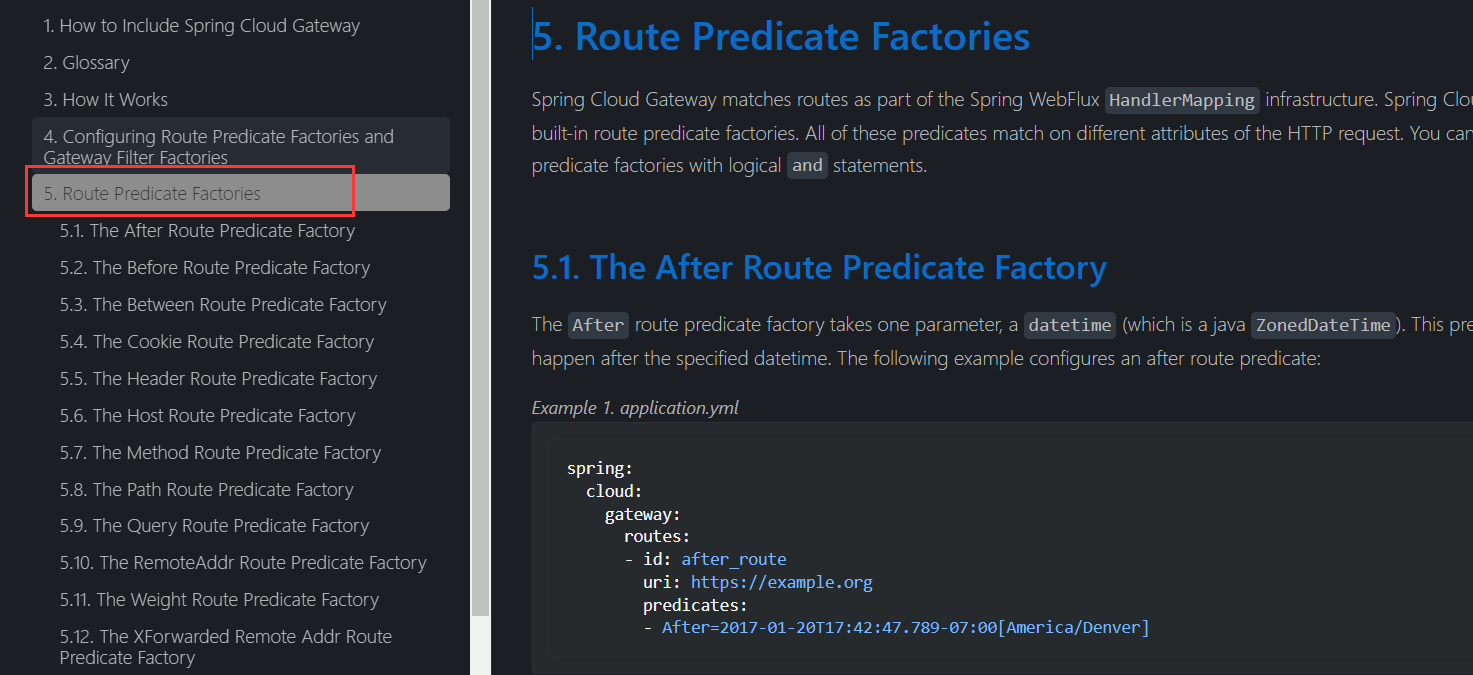 1. How to Include Spring Cloud Gateway
2. Glossary
3. How It Works
4. Configuring Route Predicate Factories and
Gateway Filter Factories
5. Route Predicate Factories
5.1. The After Route Predicate Factory
5.2. The Before Route Predicate Factory
5.3. The Between Route Predicate Factory
5.4. The Cookie Route Predicate Factory
5.5. The Header Route Predicate Factory
5.6. The Host Route Predicate Factory
5.7. The Method Route Predicate Factory
5.8. The Path Route Predicate Factory
5.9. The Query Route Predicate Factory
5.10. The RemoteAddr Route Predicate Factory
5.11. The Weight Route Predicate Factory
5.12. The XForwarded Remote Addr Route
Predicate Factory
5. Route Predicate Factories
Spring Cloud Gateway matches routes as part of the Spring WebFlux HandlerMapping infrastructure. Spring
built-in route predicate factories. All of these predicates match on different attributes of the HTTP request. You can
predicate factories with logical and statements.
5.1. The After Route Predicate Factory
The After route predicate factory takes one parameter, a datetime (which is a java ZonedDateTime). This
happen after the specified datetime. The following example configures an after route predicate:
Example 1. application.yml
spring:
cloud:
gateway:
routes:
- id: after_route
uri: https://example.org
predicates:
- After=2017-01-20T17:42:47.789-07:00[America/Denver]